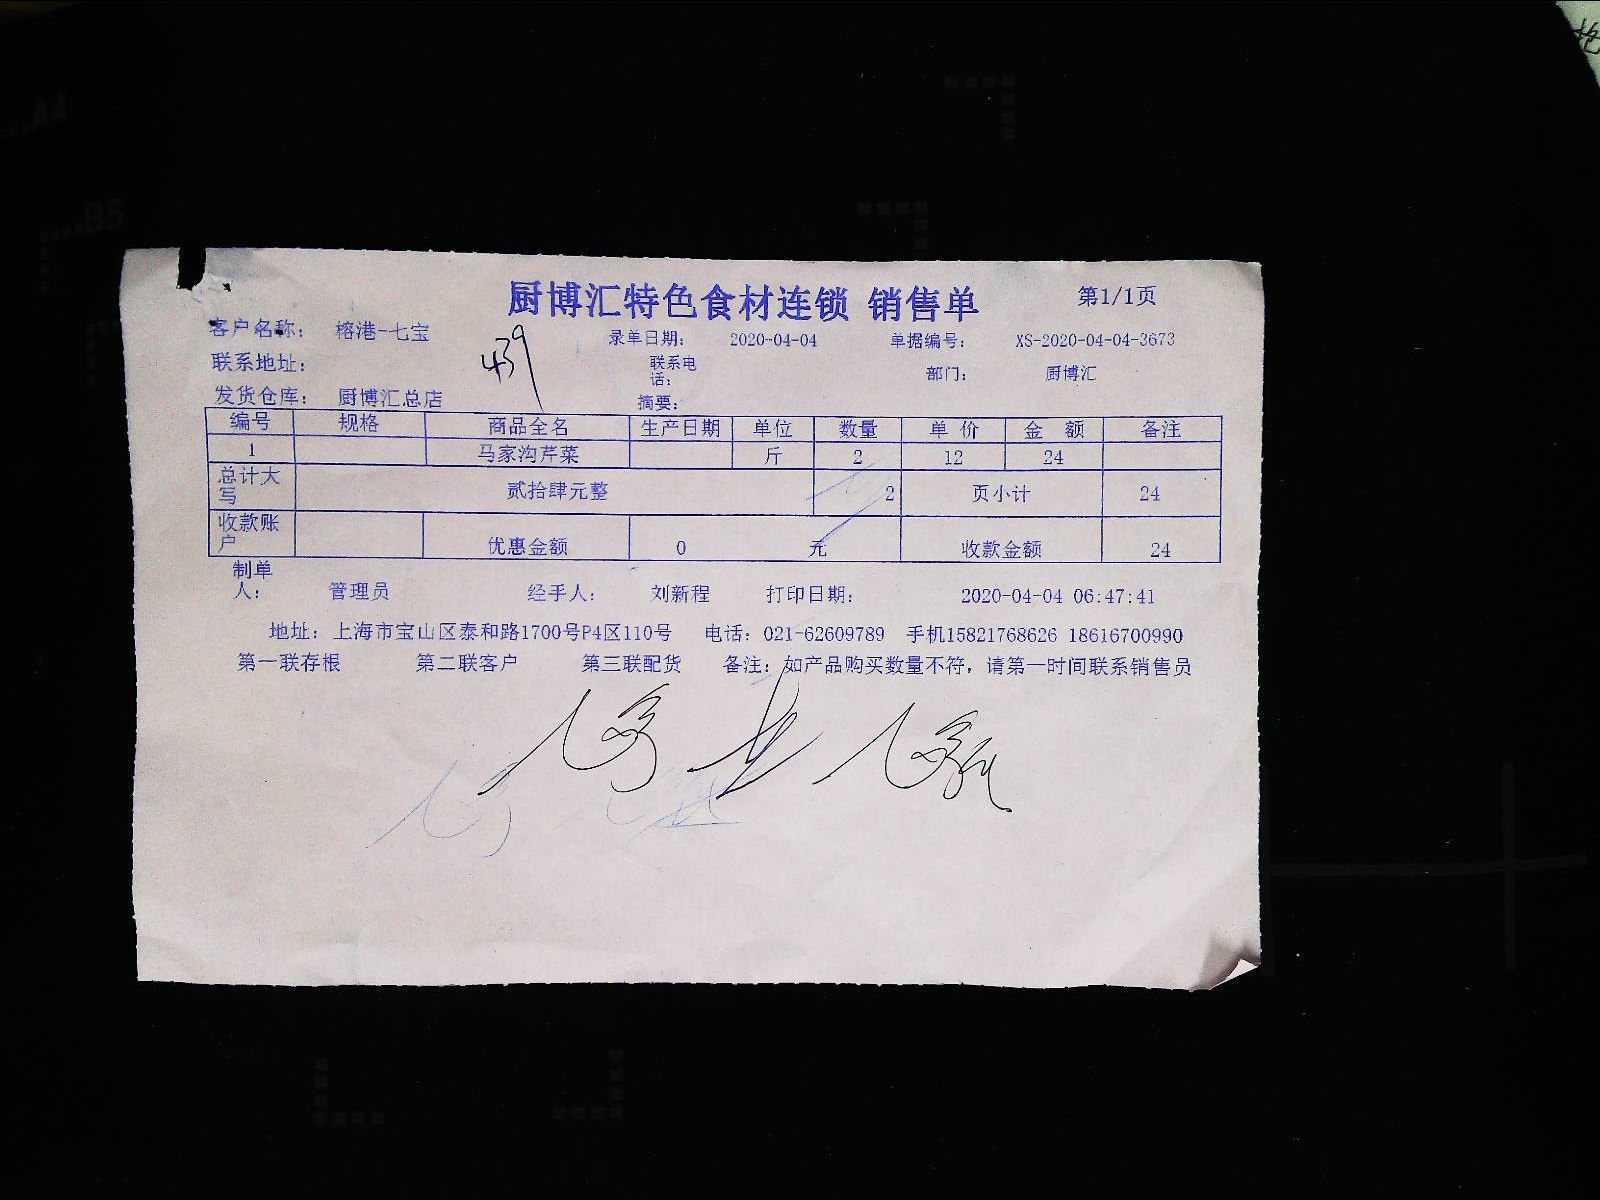 厨博汇特色食材连锁 销售单 第1/1页
客户名称： 榕港-七宝 录单日期： 2020-04-04 单据编号： XS-2020-04-04-3673
439
联系地址： 联系电话： 部门： 厨博汇
发货仓库： 厨博汇总店 摘要：
编号 规格 商品全名 生产日期 单位 数量 单 价 金 额 备注
1 马家沟芹菜 斤 2 12 24
总计大写 贰拾肆元整 2 页小计 24
收款账户 优惠金额 0 元 收款金额 24
制单人： 管理员 经手人： 刘新程 打印日期： 2020-04-04 06:47:41
地址：上海市宝山区泰和路1700号P4区110号 电话：021-62609789 手机15821768626 18616700990
第一联存根 第二联客户 第三联配货 备注：如产品购买数量不符，请第一时间联系销售员
A4
B5